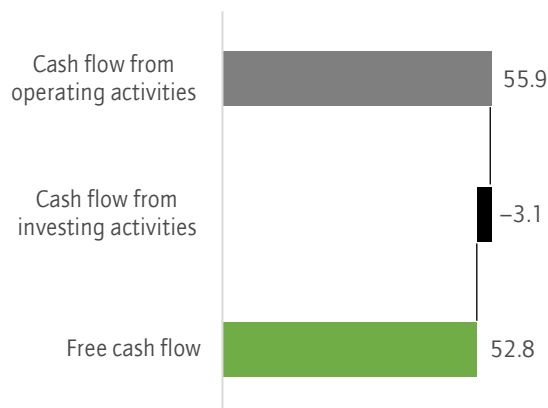 Cash flow from
operating activities
55.9
Cash flow from
investing activities
–3.1
Free cash flow
52.8